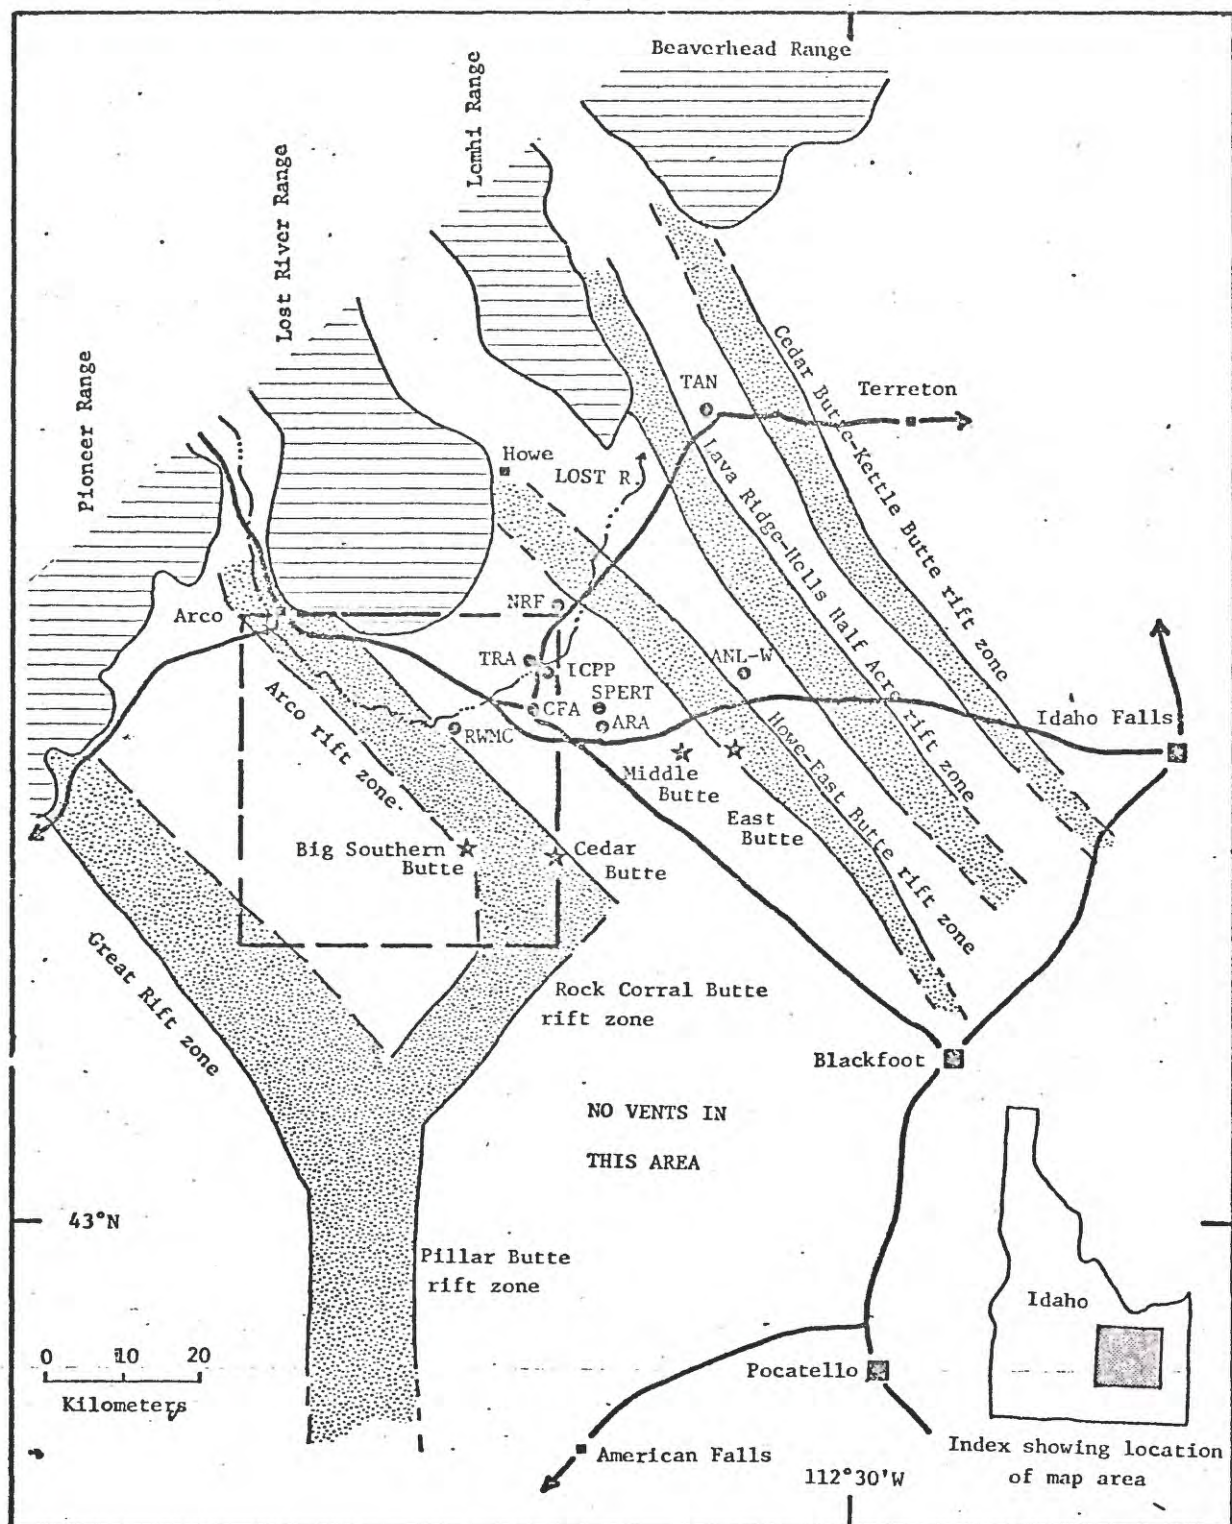 Beaverhead Range
Lemhi Range
Lost River Range
Pioneer Range
Cedar Butte-Kettle Butte rift zone
TAN
Terreton
Howe
LOST R.
Lava Ridge-Hells Half Acre rift zone
NRF
Arco
TRA
ICPP
ANL-W
SPERT
CFA
ARA
RWMC
Idaho Falls
Arco rift zone
Howe-East Butte rift zone
Middle
Butte
East
Butte
Big Southern
Butte
Cedar
Butte
Great Rift zone
Rock Corral Butte
rift zone
Blackfoot
NO VENTS IN
THIS AREA
43°N
Pillar Butte
rift zone
Idaho
0 10 20
Kilometers
Pocatello
American Falls
Index showing location
of map area
112°30'W